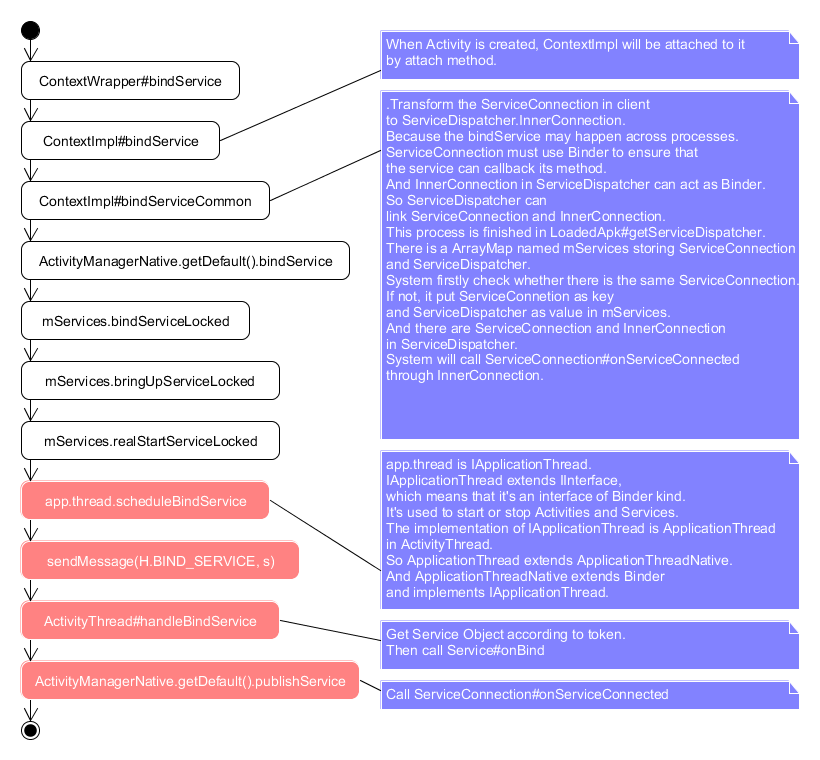 ContextWrapper#bindService
ContextImpl#bindService
ContextImpl#bindServiceCommon
ActivityManagerNative.getDefault().bindService
mServices.bindServiceLocked
mServices.bringUpServiceLocked
mServices.realStartServiceLocked
app.thread.scheduleBindService
sendMessage(H.BIND_SERVICE, s)
ActivityThread#handleBindService
ActivityManagerNative.getDefault().publishService
When Activity is created, ContextImpl will be attached to it
by attach method.
.Transform the ServiceConnection in client
to ServiceDispatcher.InnerConnection.
Because the bindService may happen across processes.
ServiceConnection must use Binder to ensure that
the service can callback its method.
And InnerConnection in ServiceDispatcher can act as Binder.
So ServiceDispatcher can
link ServiceConnection and InnerConnection.
This process is finished in LoadedApk#getServiceDispatcher.
There is a ArrayMap named mServices storing ServiceConnection
and ServiceDispatcher.
System firstly check whether there is the same ServiceConnection.
If not, it put ServiceConnetion as key
and ServiceDispatcher as value in mServices.
And there are ServiceConnection and InnerConnection
in ServiceDispatcher.
System will call ServiceConnection#onServiceConnected
through InnerConnection.
app.thread is IApplicationThread.
IApplicationThread extends IInterface,
which means that it's an interface of Binder kind.
It's used to start or stop Activities and Services.
The implementation of IApplicationThread is ApplicationThread
in ActivityThread.
So ApplicationThread extends ApplicationThreadNative.
And ApplicationThreadNative extends Binder
and implements IApplicationThread.
Get Service Object according to token.
Then call Service#onBind
Call ServiceConnection#onServiceConnected